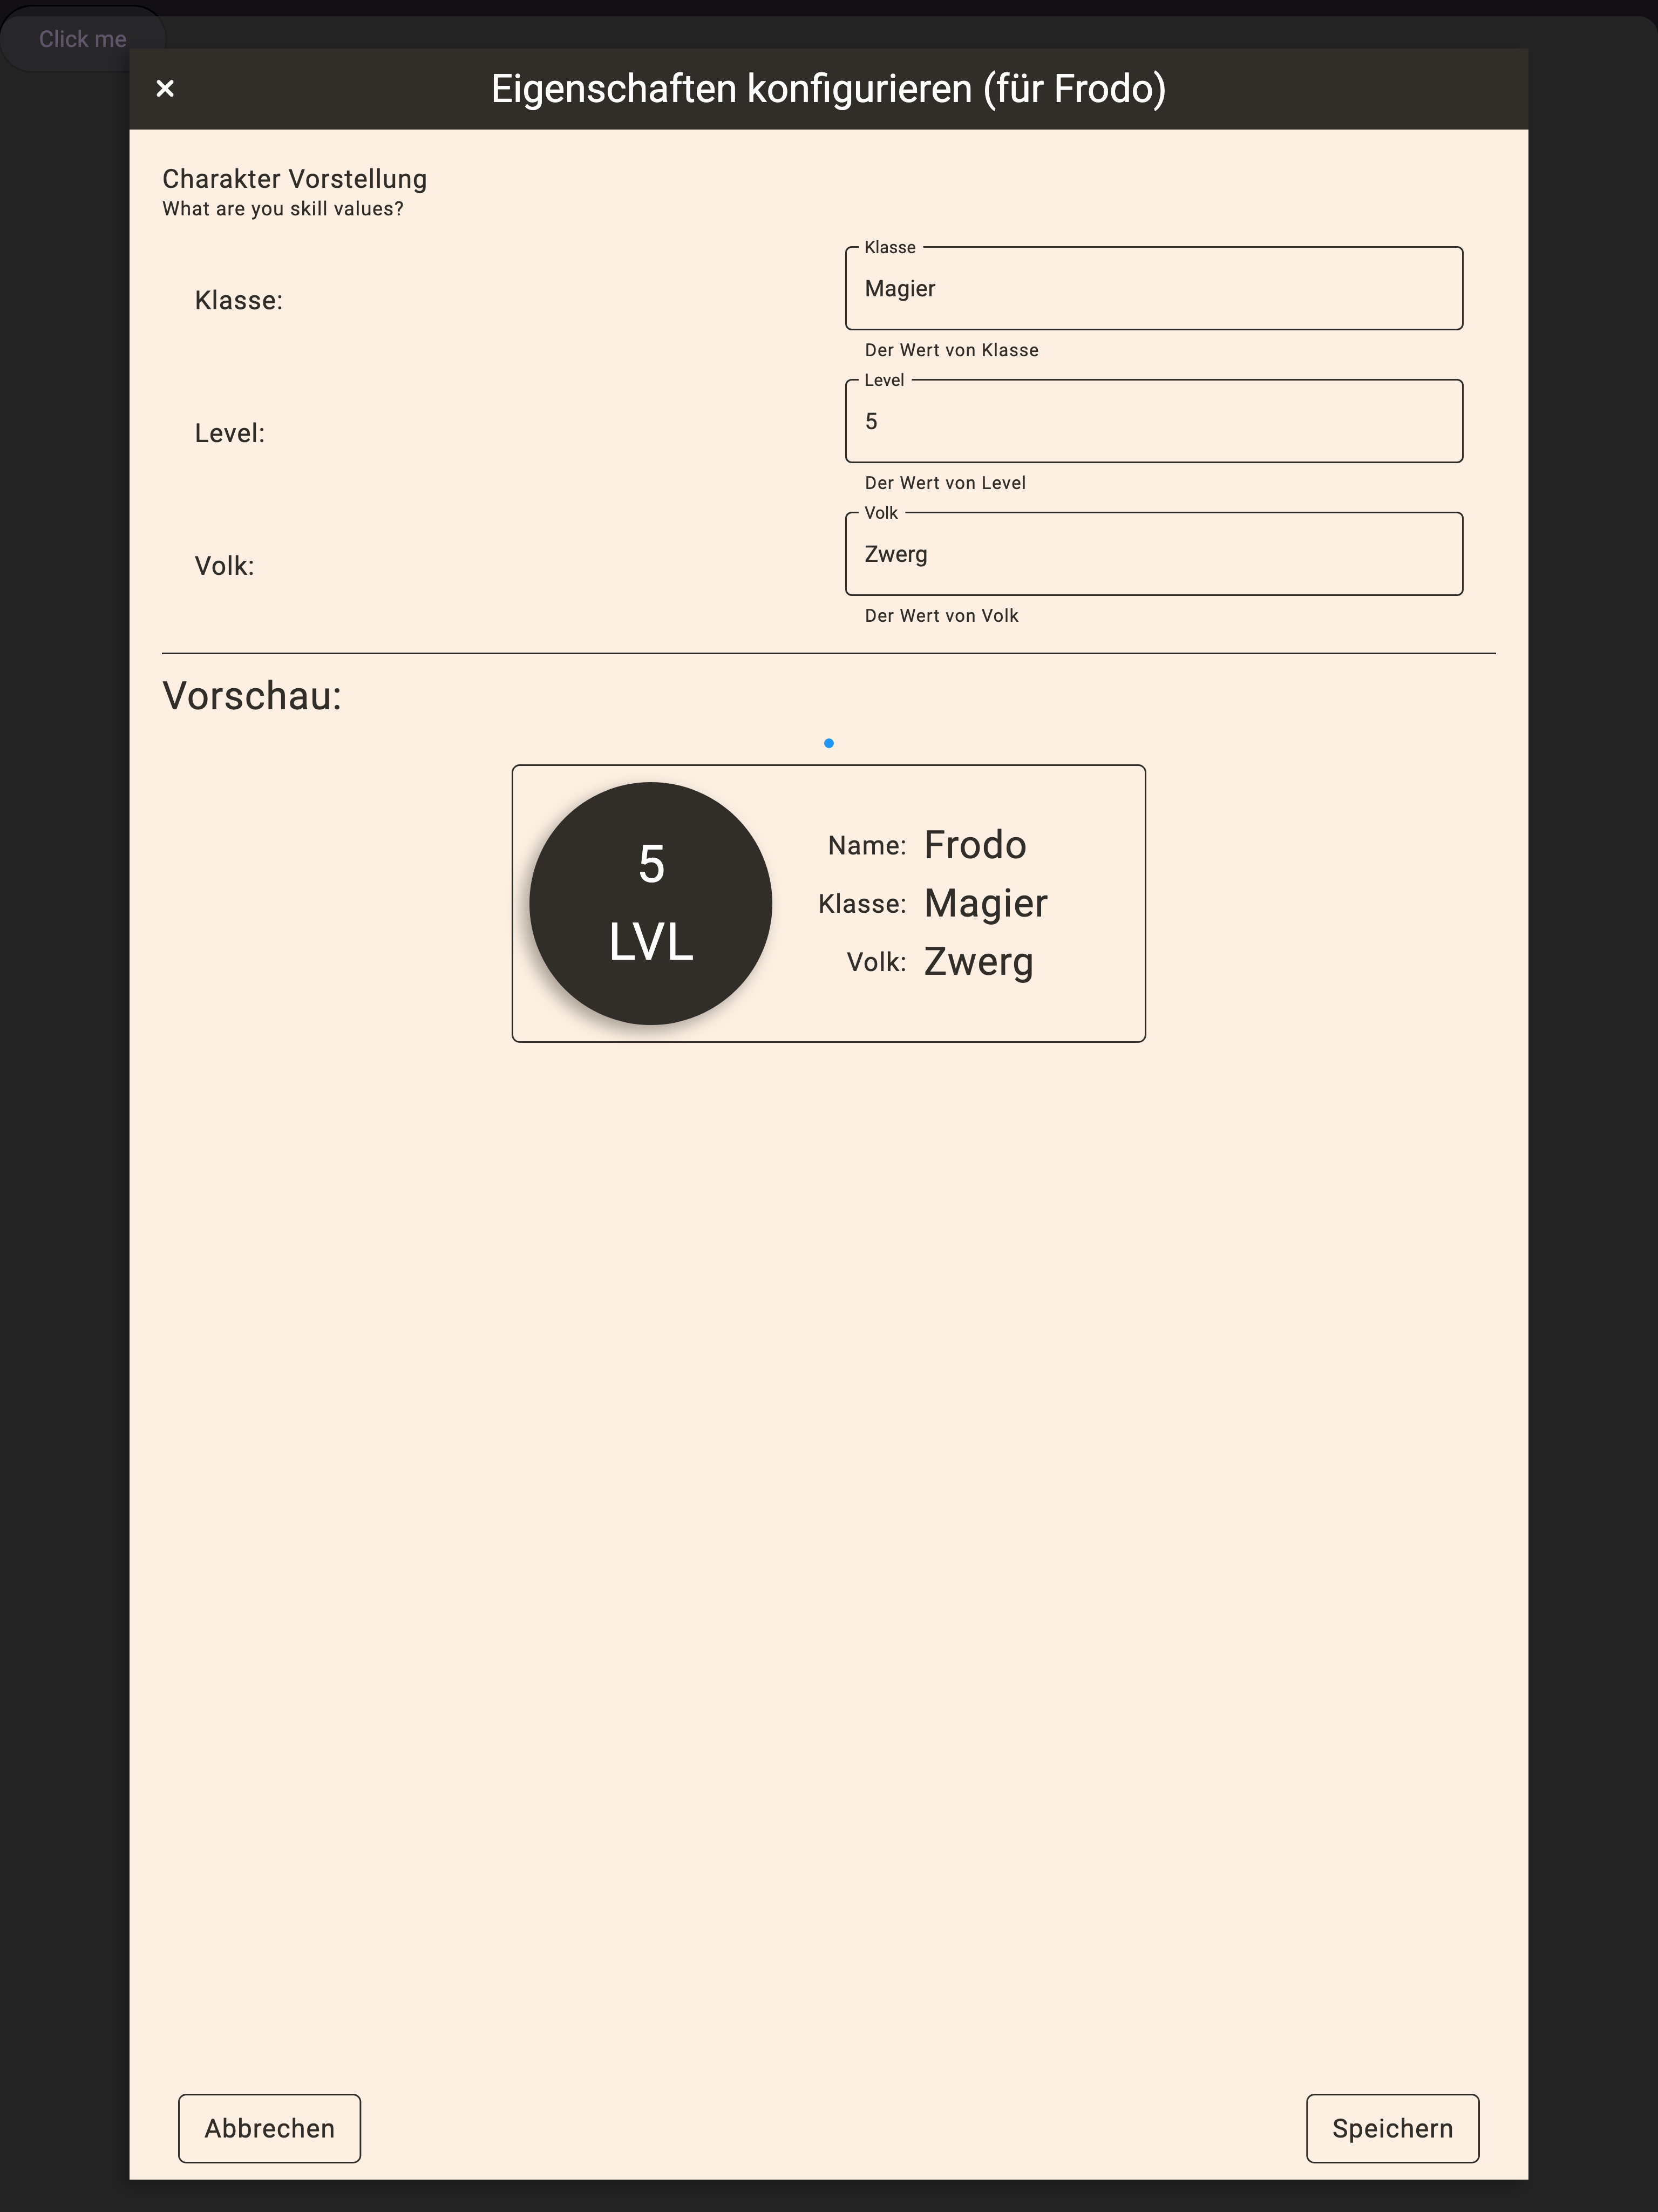 Click me
Eigenschaften konfigurieren (für Frodo)
Charakter Vorstellung
What are you skill values?
Klasse:
Klasse
Magier
Der Wert von Klasse
Level:
Level
5
Der Wert von Level
Volk:
Volk
Zwerg
Der Wert von Volk
Vorschau:
5
LVL
Name: Frodo
Klasse: Magier
Volk: Zwerg
Abbrechen
Speichern